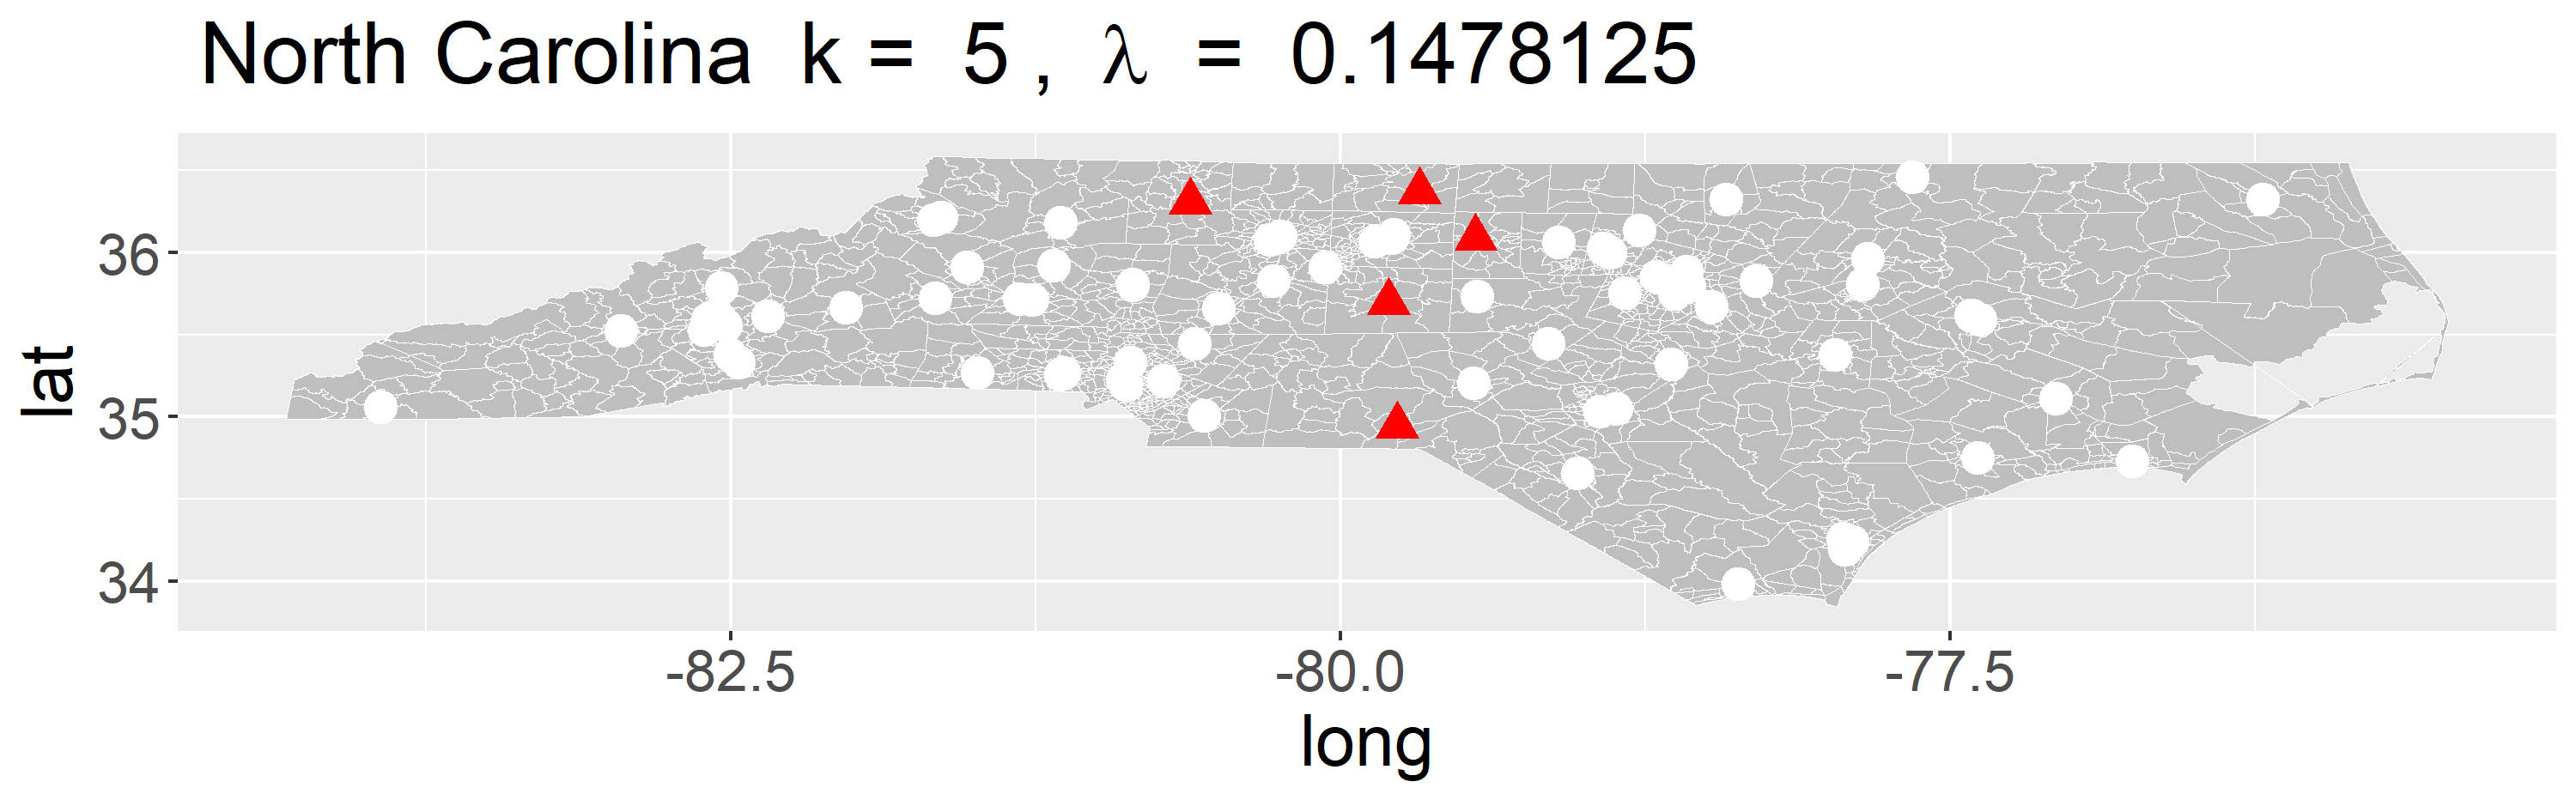 North Carolina k = 5 , λ = 0.1478125
lat
36
35
34
-82.5 -80.0 -77.5
long